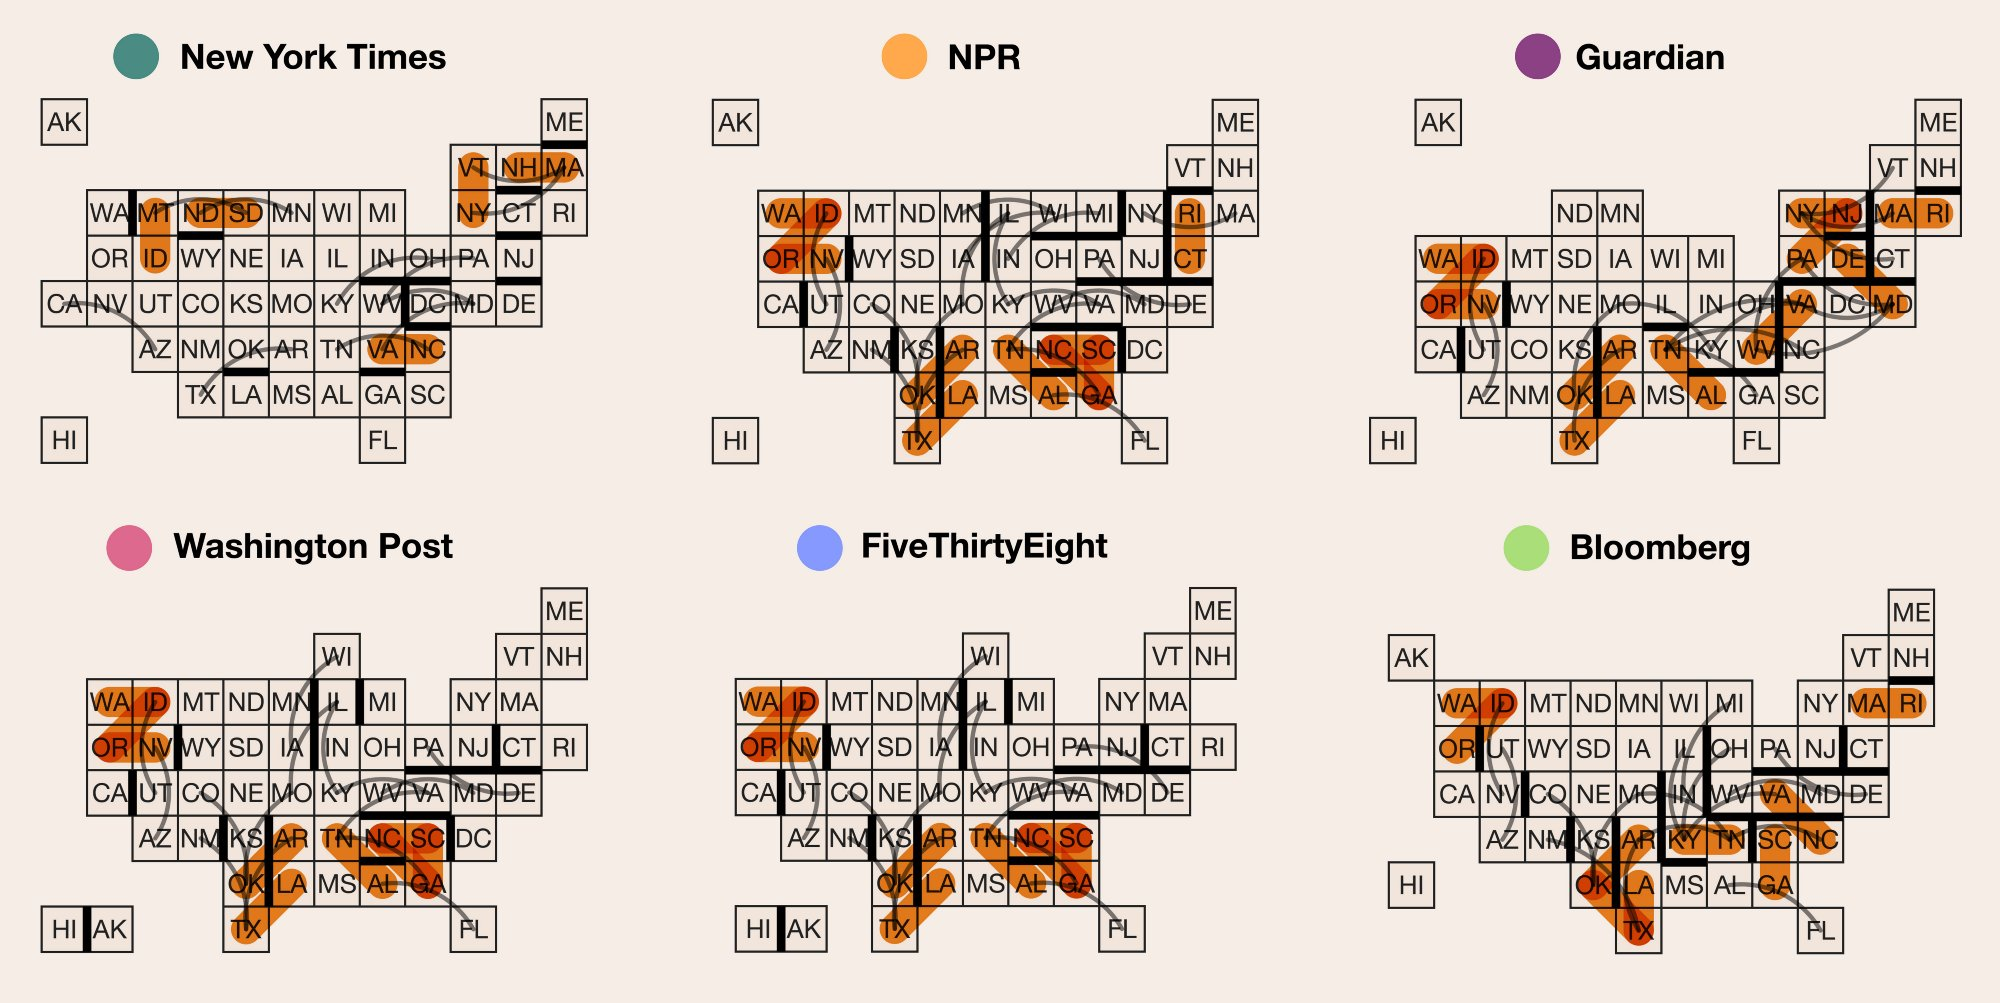 New York Times
AK
ME
VT NH MA
WA MT ND SD MN WI MI NY CT RI
OR ID WY NE IA IL IN OH PA NJ
CA NV UT CO KS MO KY WV DC MD DE
AZ NM OK AR TN VA NC
TX LA MS AL GA SC
HI FL
NPR
AK ME
VT NH
WA ID MT ND MN IL WI MI NY RI MA
OR NV WY SD IA IN OH PA NJ CT
CA UT CO NE MO KY WV VA MD DE
AZ NM KS AR TN NC SC DC
OK LA MS AL GA
HI TX FL
Guardian
AK ME
VT NH
ND MN NY NJ MA RI
WA ID MT SD IA WI MI PA DE CT
OR NV WY NE MO IL IN OH VA DC MD
CA UT CO KS AR TN KY WV NC
AZ NM OK LA MS AL GA SC
HI TX FL
Washington Post
ME
WI VT NH
WA ID MT ND MN IL MI NY MA
OR NV WY SD IA IN OH PA NJ CT RI
CA UT CO NE MO KY WV VA MD DE
AZ NM KS AR TN NC SC DC
OK LA MS AL GA
HI AK TX FL
FiveThirtyEight
ME
WI VT NH
WA ID MT ND MN IL MI NY MA
OR NV WY SD IA IN OH PA NJ CT RI
CA UT CO NE MO KY WV VA MD DE
AZ NM KS AR TN NC SC
OK LA MS AL GA
HI AK TX FL
Bloomberg
ME
AK VT NH
WA ID MT ND MN WI MI NY MA RI
OR UT WY SD IA IL OH PA NJ CT
CA NV CO NE MO IN WV VA MD DE
AZ NM KS AR KY TN SC NC
HI OK LA MS AL GA
TX FL